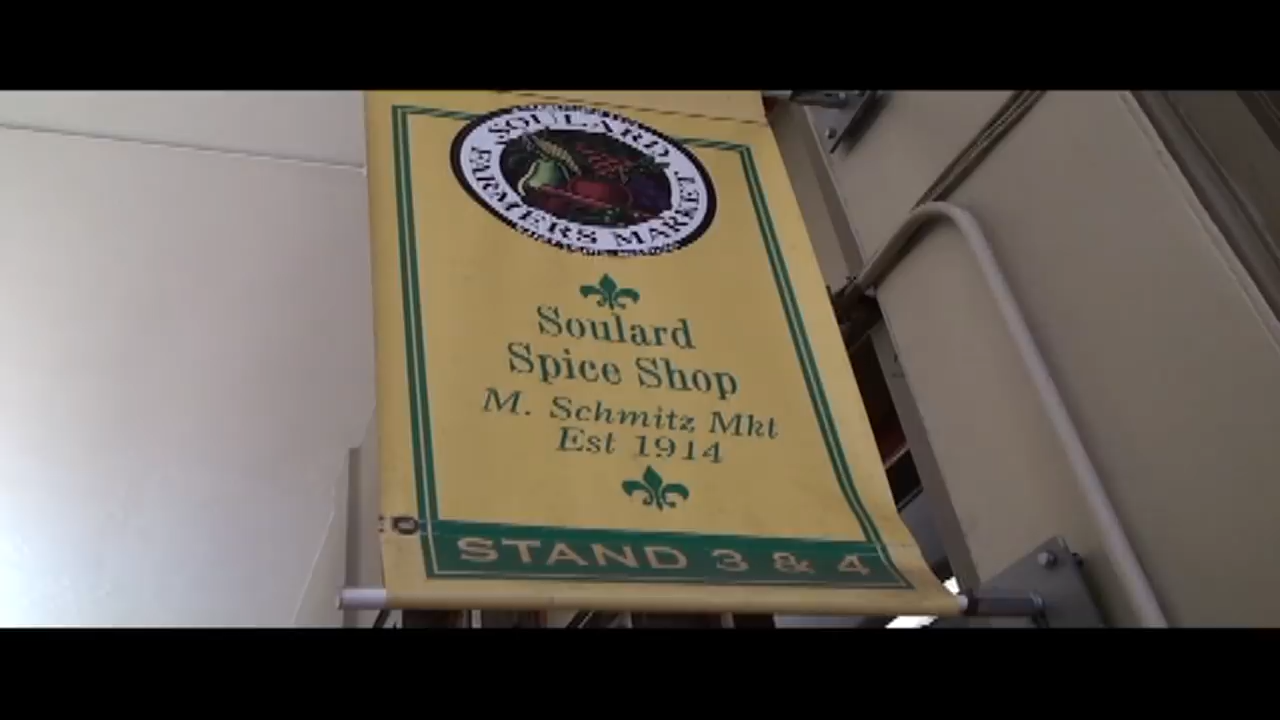 SOULARD
FARMERS MARKET
Soulard
Spice Shop
M. Schmitz Mkt
Est 1914
STAND 3 & 4